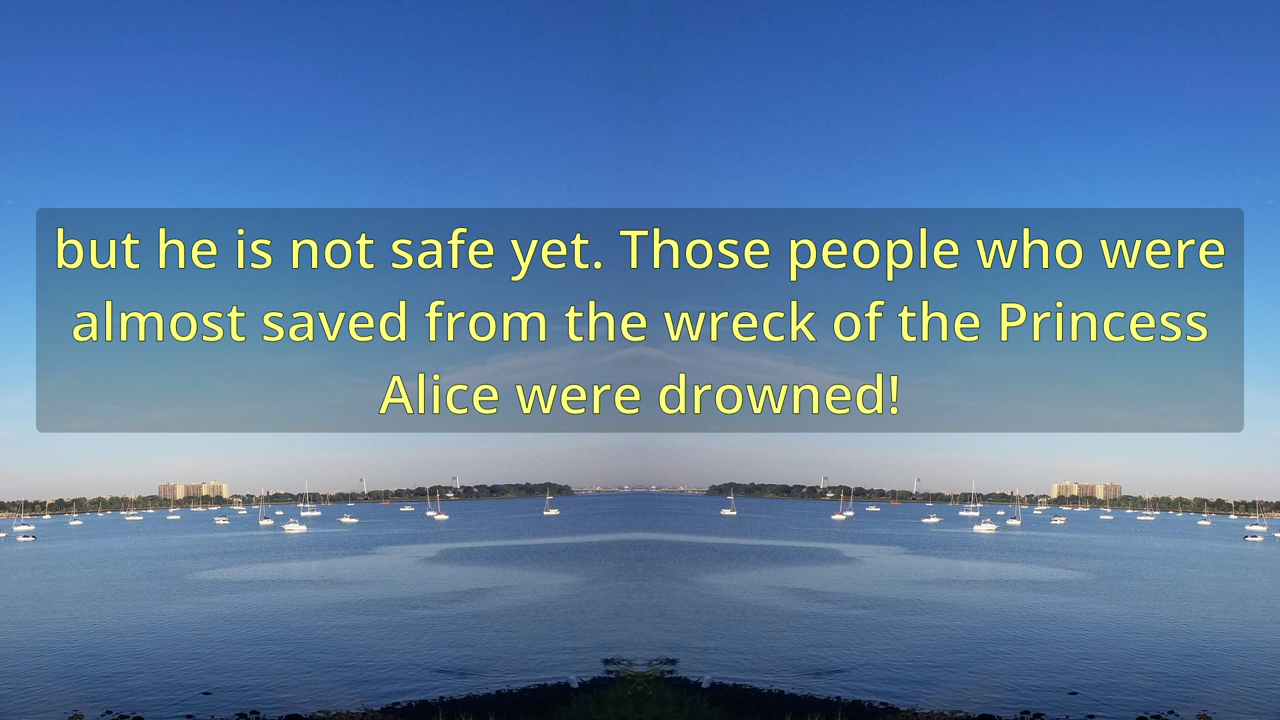 but he is not safe yet. Those people who were
almost saved from the wreck of the Princess
Alice were drowned!